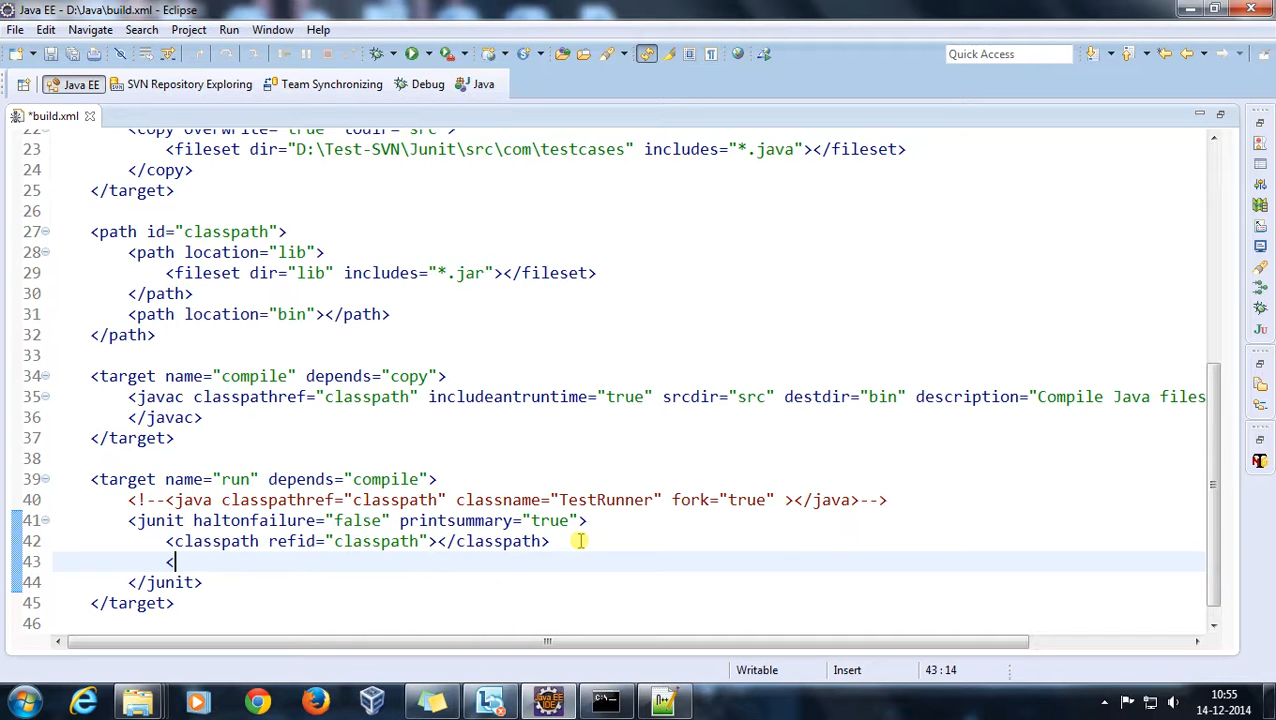 Java EE - D:\Java\build.xml - Eclipse
File Edit Navigate Search Project Run Window Help
Quick Access
Java EE SVN Repository Exploring Team Synchronizing Debug Java
*build.xml
22 <copy overwrite="true" todir="src">
23 <fileset dir="D:\Test-SVN\Junit\src\com\testcases" includes="*.java"></fileset>
24 </copy>
25 </target>
26
27 <path id="classpath">
28 <path location="lib">
29 <fileset dir="lib" includes="*.jar"></fileset>
30 </path>
31 <path location="bin"></path>
32 </path>
33
34 <target name="compile" depends="copy">
35 <javac classpathref="classpath" includeantruntime="true" srcdir="src" destdir="bin" description="Compile Java files
36 </javac>
37 </target>
38
39 <target name="run" depends="compile">
40 <!--<java classpathref="classpath" classname="TestRunner" fork="true" ></java>-->
41 <junit haltonfailure="false" printsummary="true">
42 <classpath refid="classpath"></classpath>
43 <
44 </junit>
45 </target>
46
Writable Insert 43:14
10:55
14-12-2014